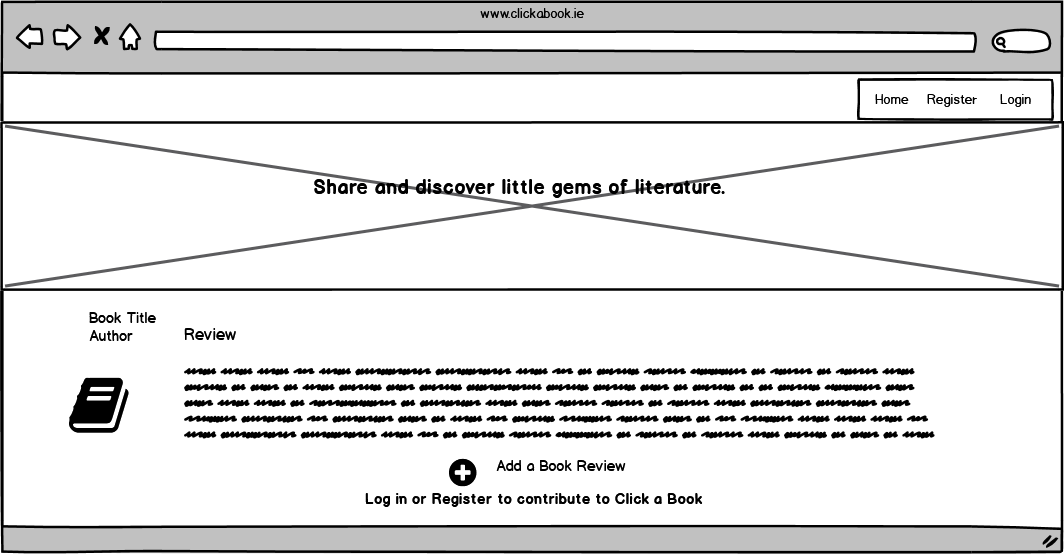 www.clickabook.ie
Home Register Login
Share and discover little gems of literature.
Book Title
Author
Review
Add a Book Review
Log in or Register to contribute to Click a Book